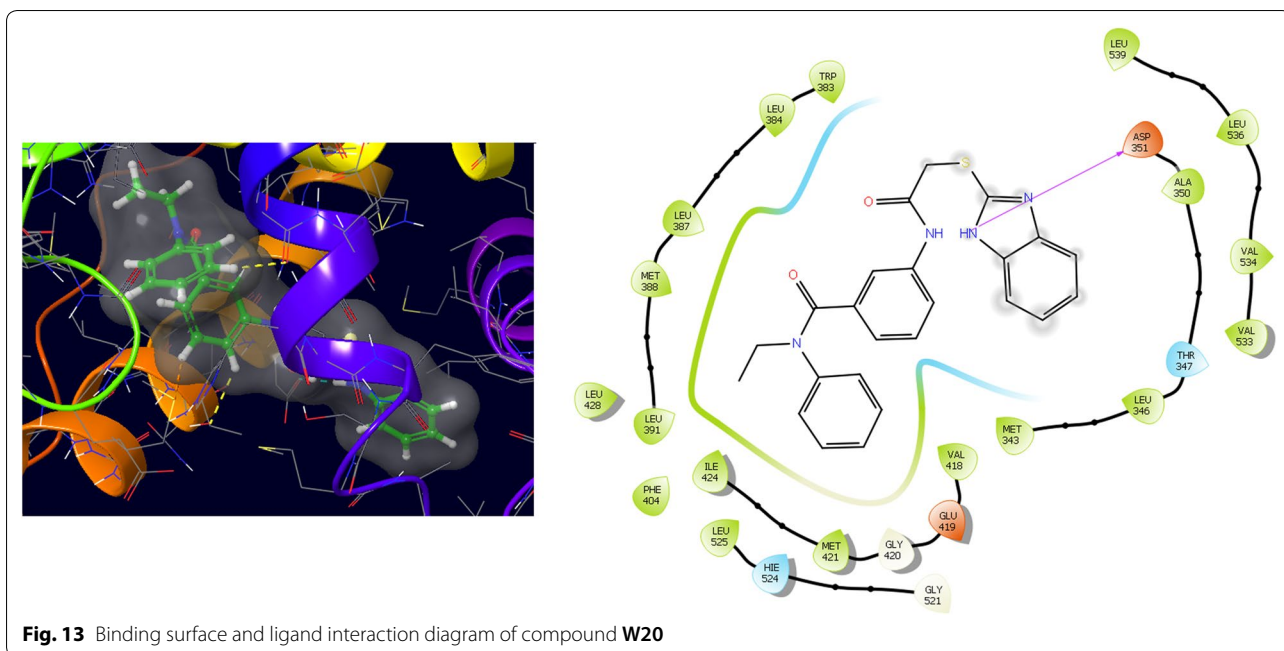 LEU
539
TRP
383
LEU
384
LEU
536
ASP
351
S
ALA
350
O
N
LEU
387
NH
HN
VAL
534
MET
388
O
VAL
533
N
THR
347
LEU
428
LEU
346
LEU
391
MET
343
VAL
418
ILE
424
PHE
404
GLU
419
LEU
525
MET
421
GLY
420
HIE
524
GLY
521
Fig. 13 Binding surface and ligand interaction diagram of compound W20